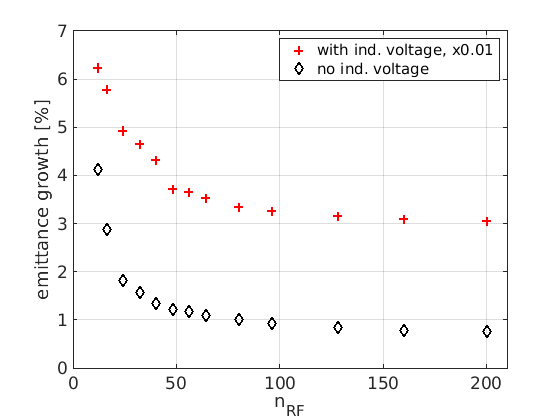 with ind. voltage, x0.01
no ind. voltage
emittance growth [%]
7
6
5
4
3
2
1
0
0 50 100 150 200
n_RF